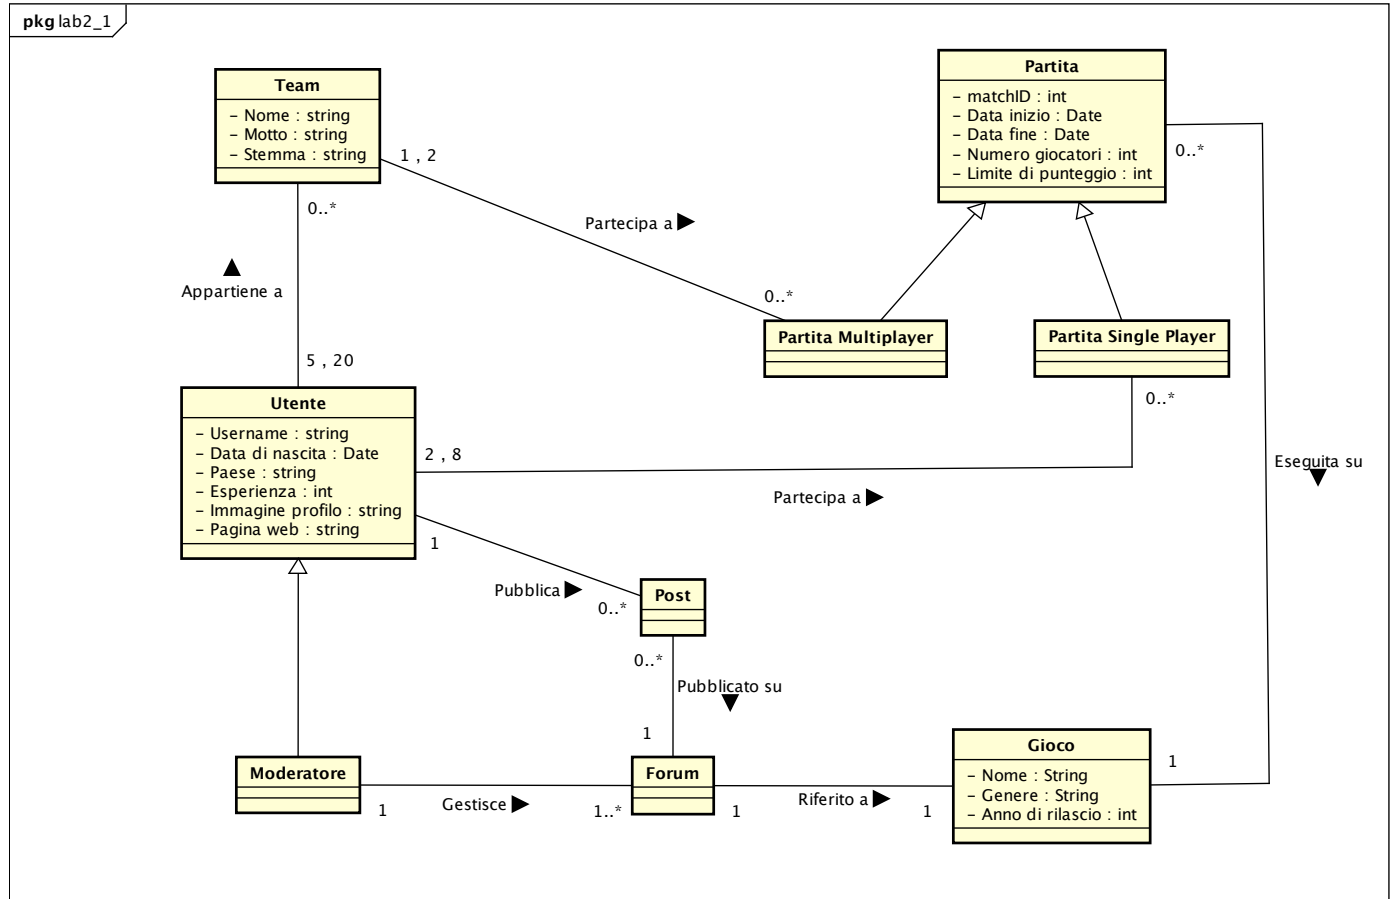 pkg lab2_1
Team
– Nome : string
– Motto : string
– Stemma : string
Partita
– matchID : int
– Data inizio : Date
– Data fine : Date
– Numero giocatori : int
– Limite di punteggio : int
1 , 2
0..*
0..*
Partecipa a
Appartiene a
0..*
Partita Multiplayer
Partita Single Player
5 , 20
0..*
Utente
– Username : string
– Data di nascita : Date
– Paese : string
– Esperienza : int
– Immagine profilo : string
– Pagina web : string
2 , 8
Eseguita su
Partecipa a
1
Pubblica
0..*
Post
0..*
Pubblicato su
1
Moderatore
Forum
Gioco
– Nome : String
– Genere : String
– Anno di rilascio : int
1
1
Gestisce
1..*
1
Riferito a
1